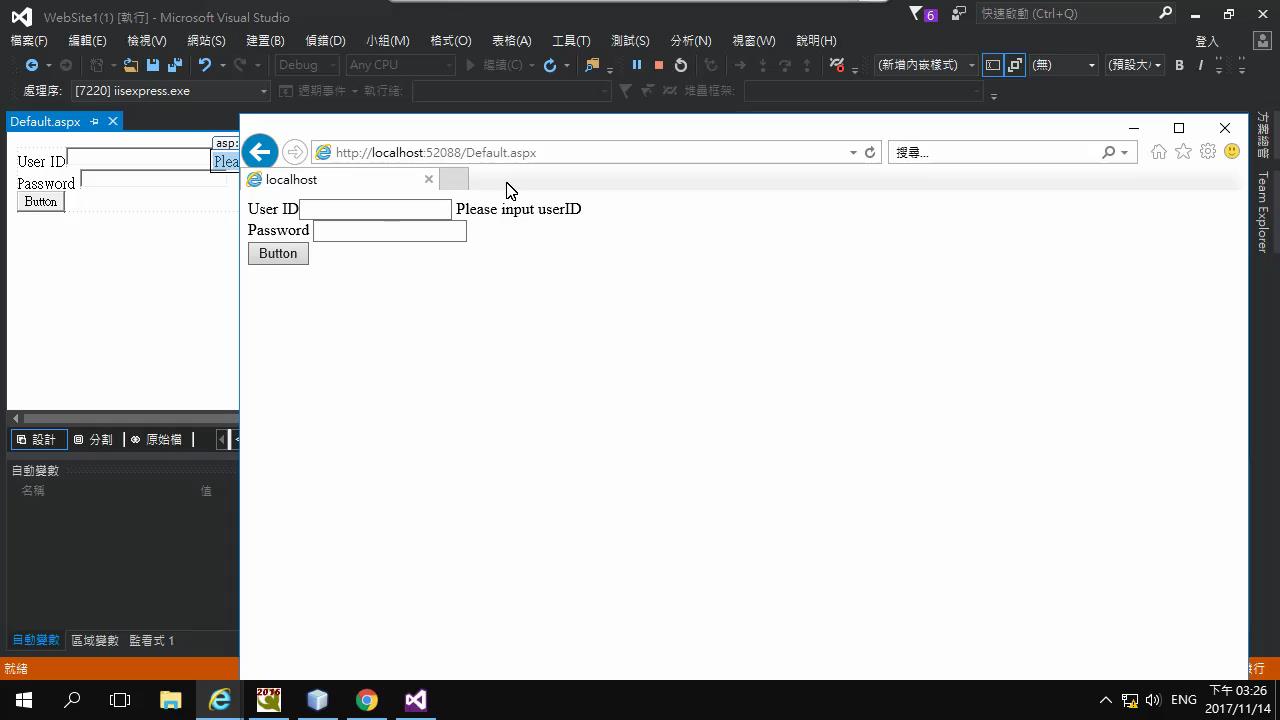 WebSite1(1) [執行] - Microsoft Visual Studio
6
快速啟動 (Ctrl+Q)
檔案(F) 編輯(E) 檢視(V) 網站(S) 建置(B) 偵錯(D) 小組(M) 格式(O) 表格(A) 工具(T) 測試(S) 分析(N) 視窗(W) 說明(H)
登入
Debug Any CPU 繼續(C) (新增內嵌樣式) (無) (預設大 B I
處理序: [7220] iisexpress.exe 週期事件 執行緒: 堆疊框架:
Default.aspx
asp:
User ID Plea
Password
Button
http://localhost:52088/Default.aspx
搜尋...
localhost
User ID Please input userID
Password
Button
方案總管
Team Explorer
設計 分割 原始檔
自動變數
名稱 值
自動變數 區域變數 監看式 1
就緒
發行
2016
ENG
下午 03:26
2017/11/14